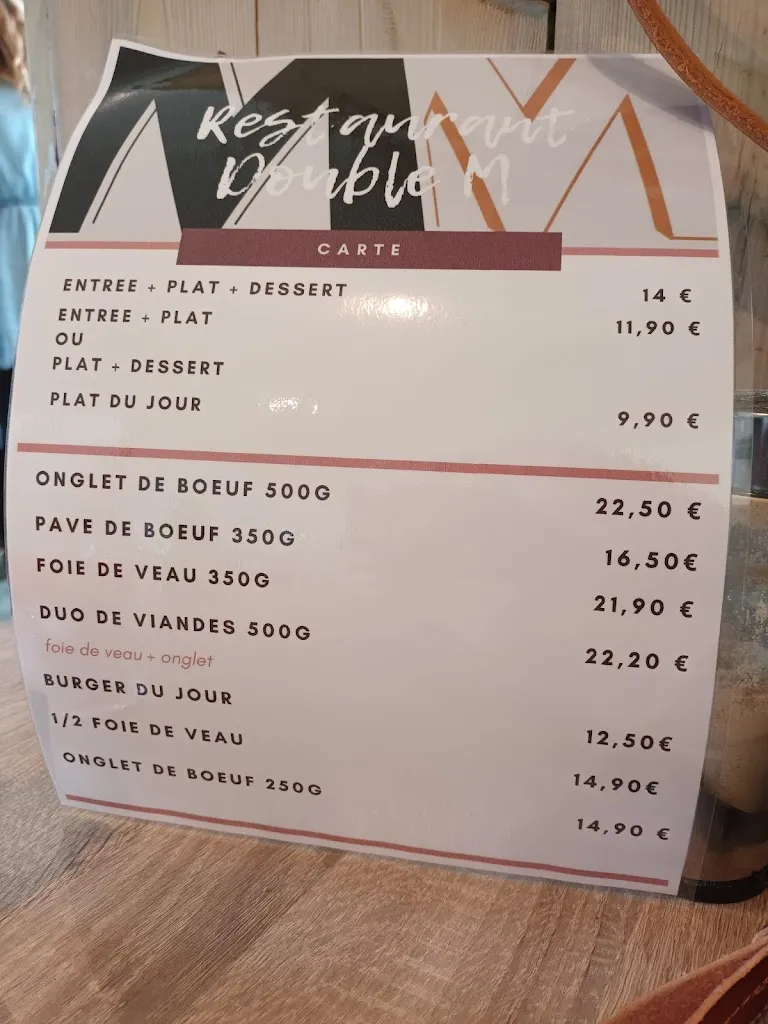 Restaurant
Double M
CARTE
ENTREE + PLAT + DESSERT 14 €
ENTREE + PLAT 11,90 €
OU
PLAT + DESSERT
PLAT DU JOUR 9,90 €
ONGLET DE BOEUF 500G 22,50 €
PAVE DE BOEUF 350G 16,50€
FOIE DE VEAU 350G 21,90 €
DUO DE VIANDES 500G 22,20 €
foie de veau + onglet
BURGER DU JOUR 12,50€
1/2 FOIE DE VEAU 14,90€
ONGLET DE BOEUF 250G 14,90 €